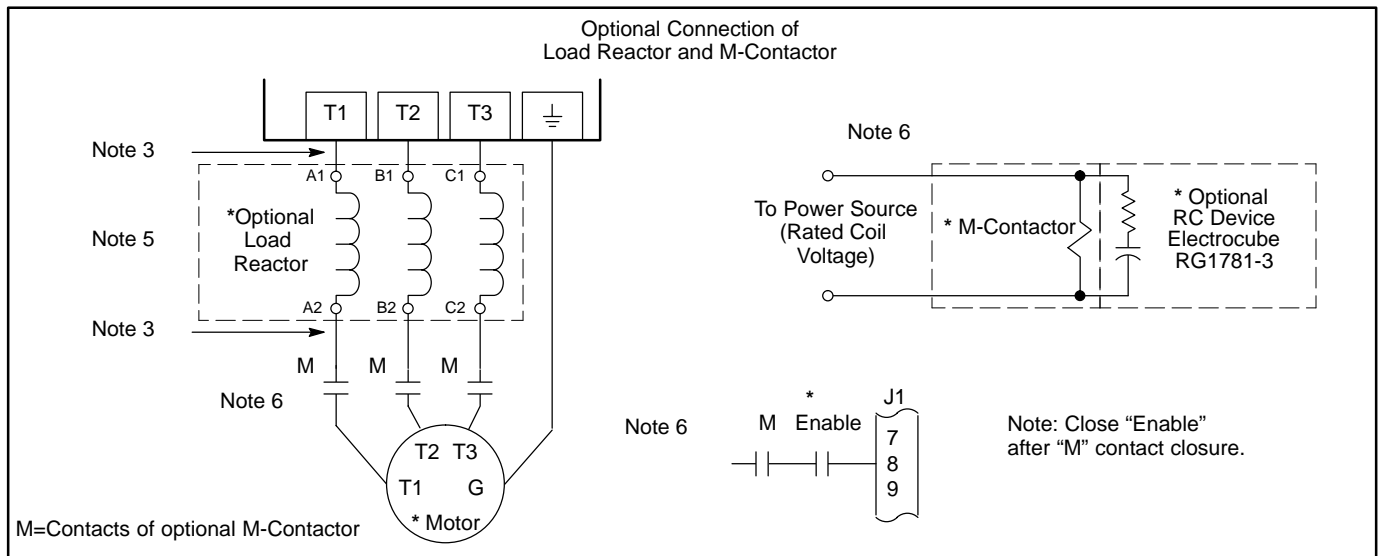 Optional Connection of
Load Reactor and M-Contactor
T1 T2 T3
Note 3
A1 B1 C1
*Optional
Load
Reactor
Note 5
A2 B2 C2
Note 3
M M M
Note 6
T2 T3
T1 G
* Motor
M=Contacts of optional M-Contactor
Note 6
To Power Source
(Rated Coil
Voltage)
* M-Contactor
* Optional
RC Device
Electrocube
RG1781-3
Note 6
*
M Enable
J1
7
8
9
Note: Close “Enable”
after “M” contact closure.